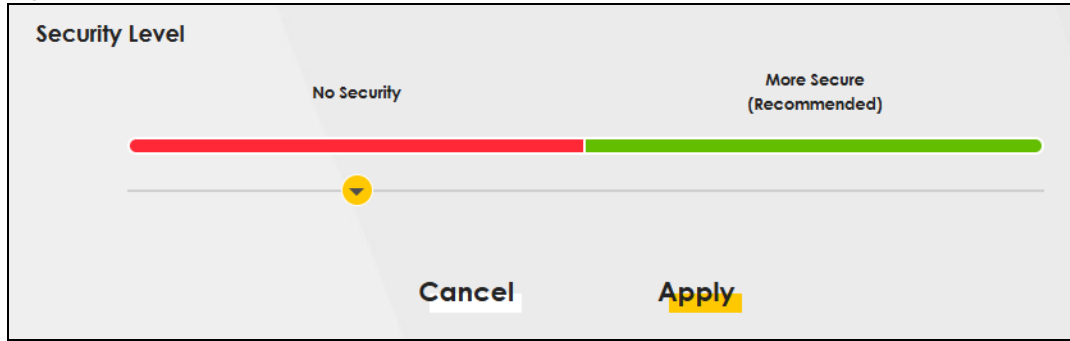 Security Level
No Security
More Secure
(Recommended)
Cancel
Apply